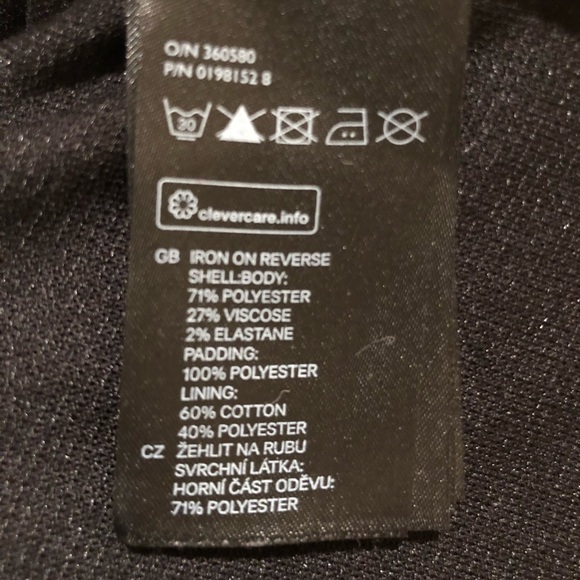 O/N 360580
P/N 0198152 8
30
clevercare.info
GB IRON ON REVERSE
SHELL:BODY:
71% POLYESTER
27% VISCOSE
2% ELASTANE
PADDING:
100% POLYESTER
LINING:
60% COTTON
40% POLYESTER
CZ ŽEHLIT NA RUBU
SVRCHNÍ LÁTKA:
HORNÍ ČÁST ODĚVU:
71% POLYESTER